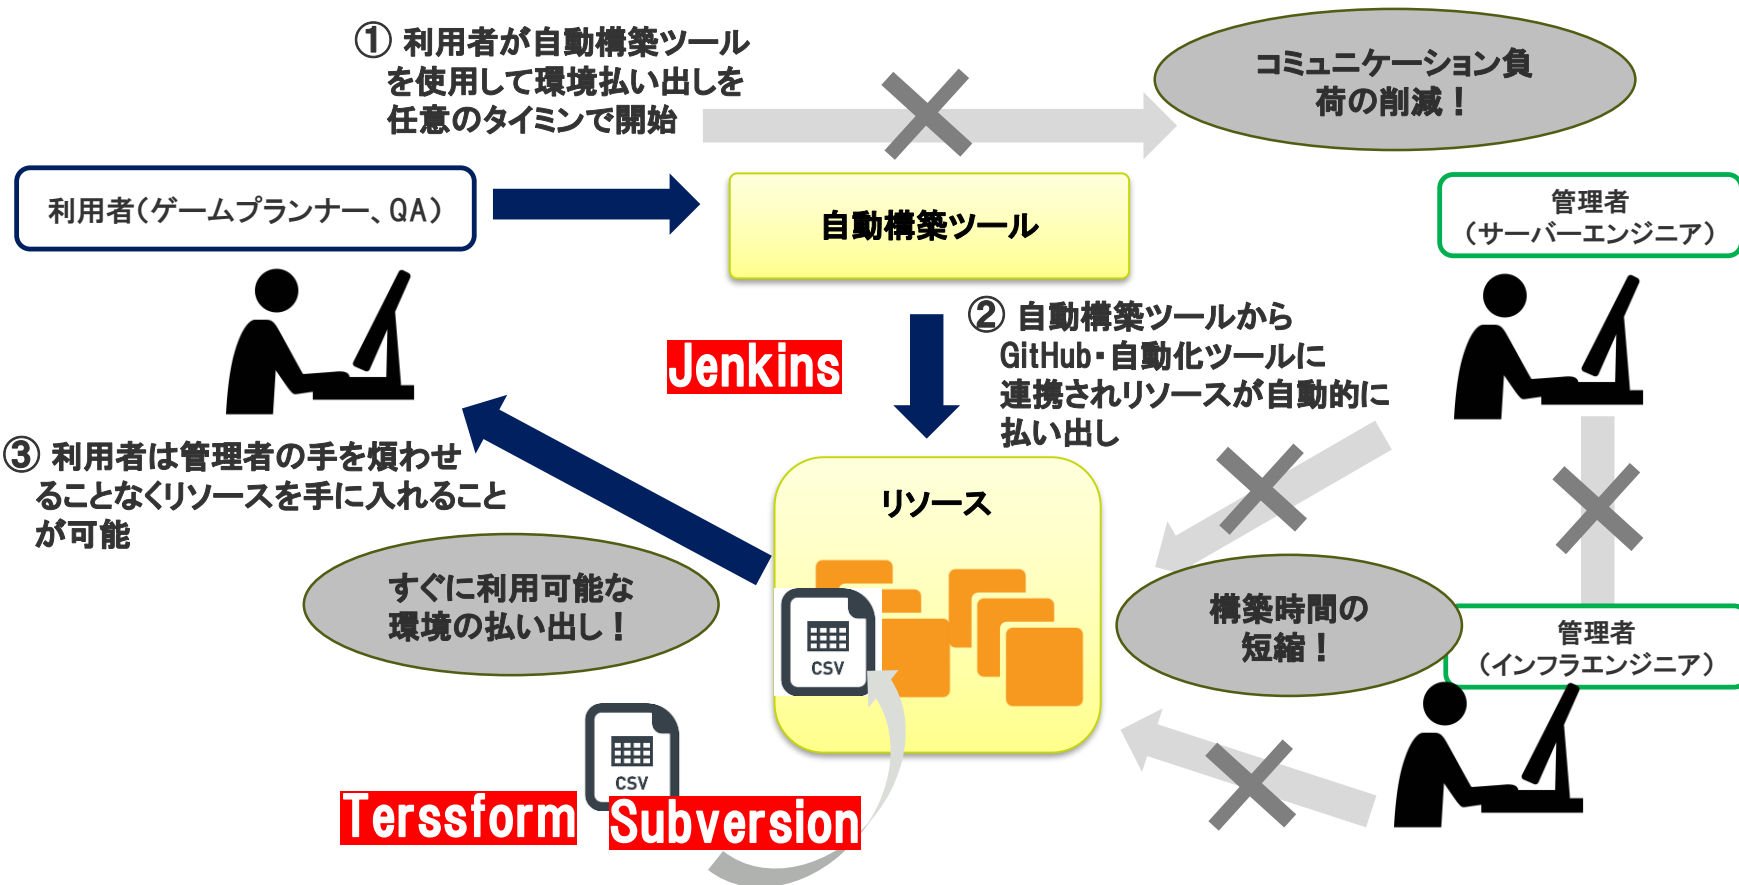 ① 利用者が自動構築ツール
を使用して環境払い出しを
任意のタイミンで開始
コミュニケーション負
荷の削減！
利用者（ゲームプランナー、QA）
自動構築ツール
管理者
（サーバーエンジニア）
Jenkins
② 自動構築ツールから
GitHub・自動化ツールに
連携されリソースが自動的に
払い出し
③ 利用者は管理者の手を煩わせ
ることなくリソースを手に入れること
が可能
リソース
すぐに利用可能な
環境の払い出し！
構築時間の
短縮！
管理者
（インフラエンジニア）
CSV
CSV
Terssform
Subversion